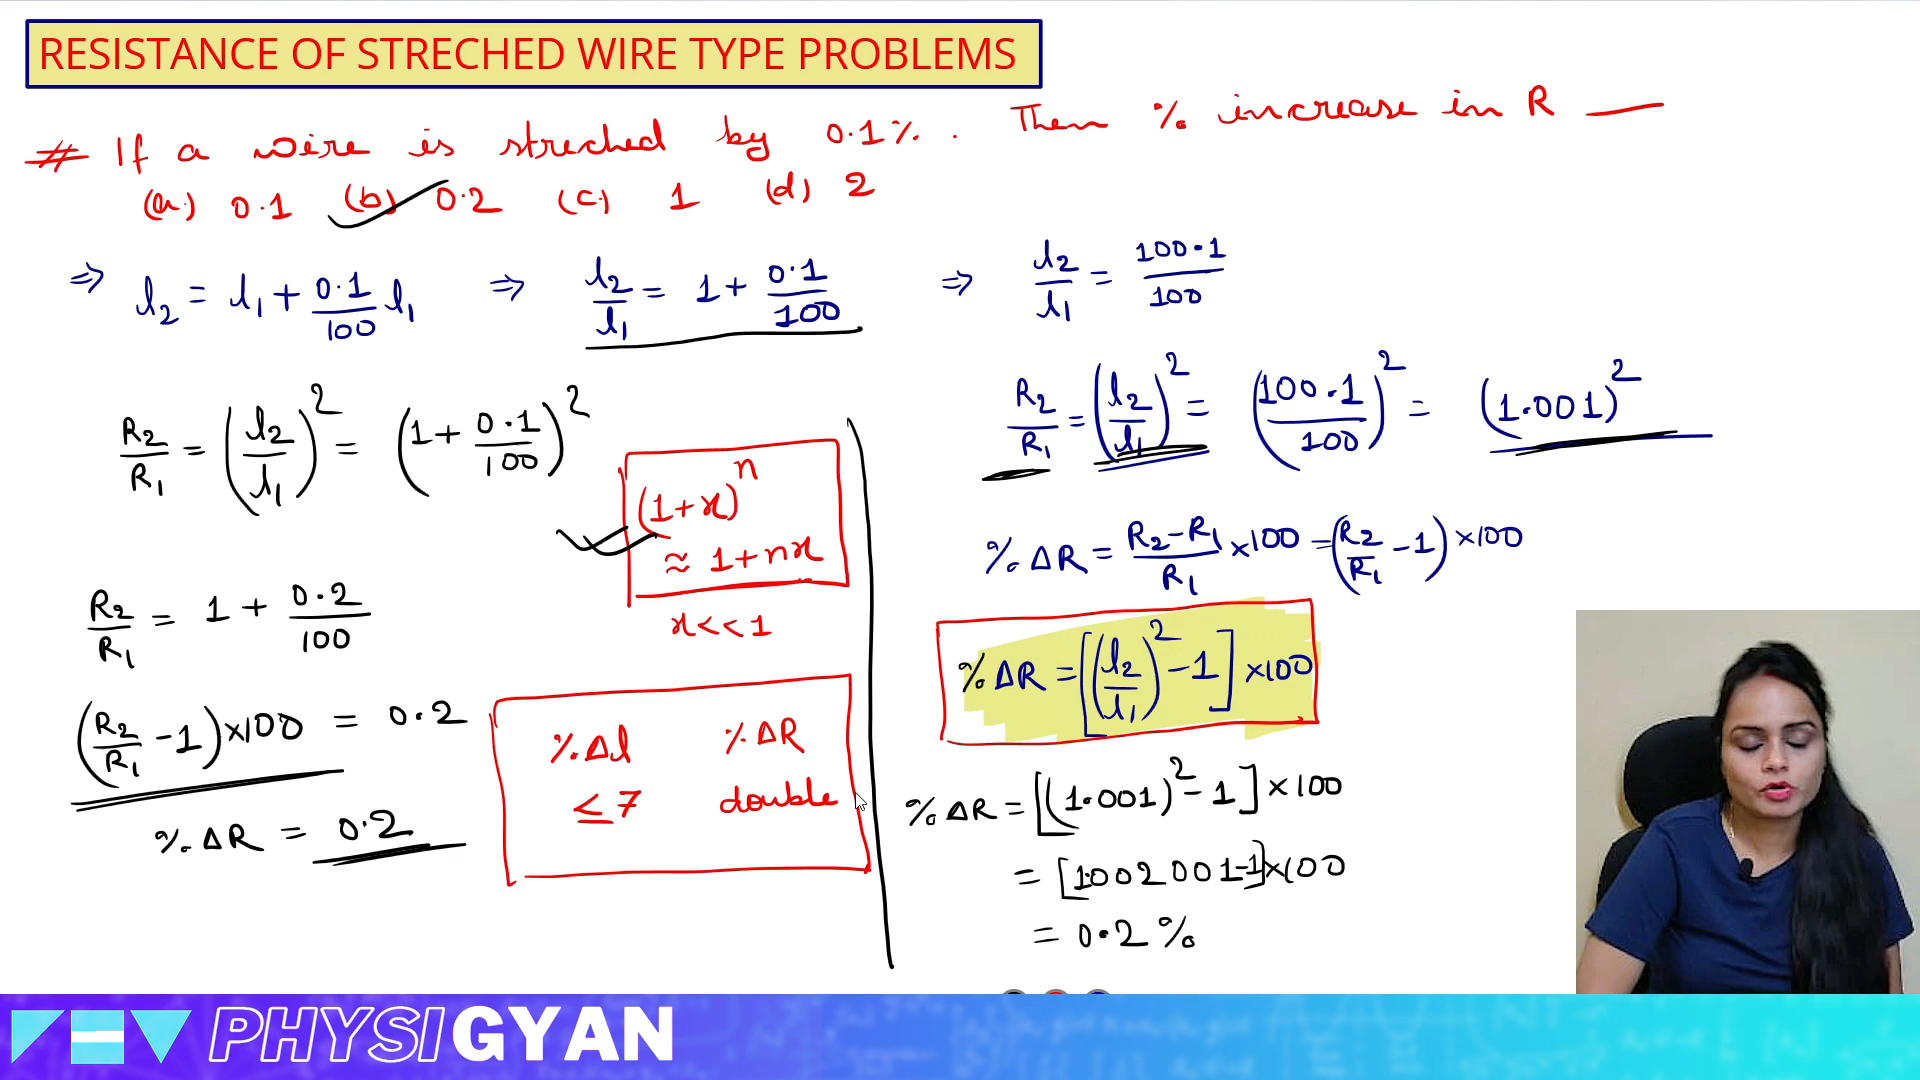 RESISTANCE OF STRECHED WIRE TYPE PROBLEMS
# If a wire is streched by 0.1%. Then % increase in R —
(a) 0.1 (b) 0.2 (c) 1 (d) 2
⇒ l₂ = l₁ + 0.1/100 l₁ ⇒ l₂/l₁ = 1 + 0.1/100 ⇒ l₂/l₁ = 100.1/100
R₂/R₁ = (l₂/l₁)² = (1 + 0.1/100)²
(1+x)ⁿ
≈ 1+nx
x<<1
R₂/R₁ = 1 + 0.2/100
(R₂/R₁ - 1)×100 = 0.2
% ΔR = 0.2
%Δl %ΔR
≤7 double
R₂/R₁ = (l₂/l₁)² = (100.1/100)² = (1.001)²
% ΔR = R₂-R₁/R₁ ×100 = (R₂/R₁ -1)×100
% ΔR = [(l₂/l₁)² -1] ×100
% ΔR = [(1.001)² - 1] ×100
= [1.002001-1]×100
= 0.2 %
PHYSIGYAN